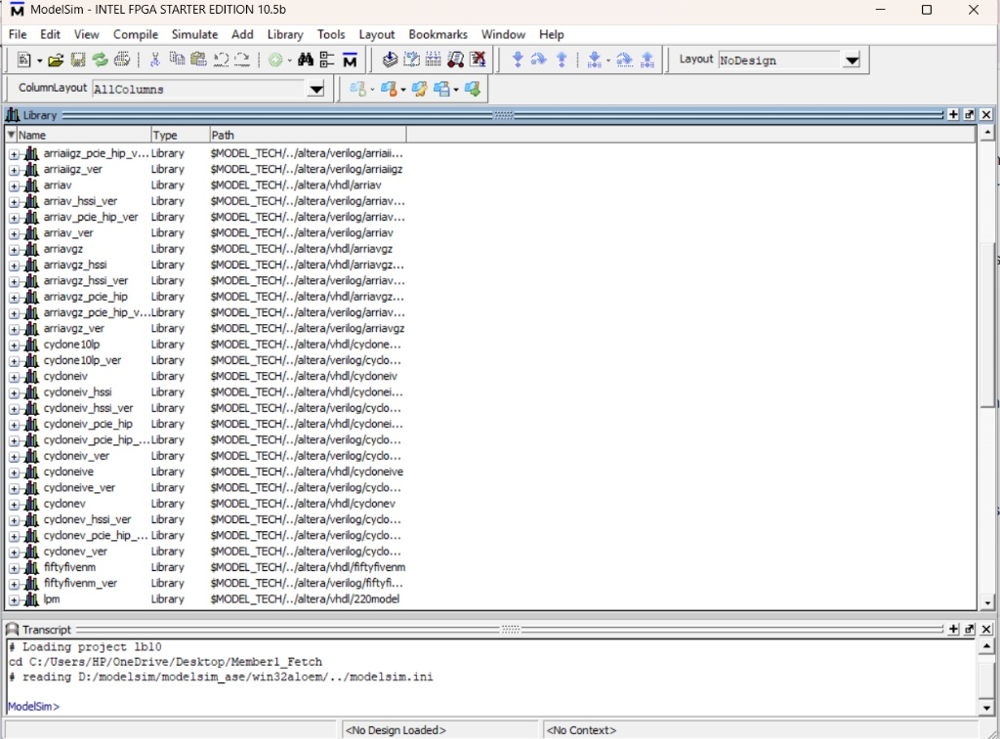 ModelSim - INTEL FPGA STARTER EDITION 10.5b
File Edit View Compile Simulate Add Library Tools Layout Bookmarks Window Help
Layout NoDesign
ColumnLayout AllColumns
Library
Name Type Path
arriaiigz_pcie_hip_v... Library $MODEL_TECH/../altera/verilog/arriaii...
arriaiigz_ver Library $MODEL_TECH/../altera/verilog/arriaiigz
arriav Library $MODEL_TECH/../altera/vhdl/arriav
arriav_hssi_ver Library $MODEL_TECH/../altera/verilog/arriav...
arriav_pcie_hip_ver Library $MODEL_TECH/../altera/verilog/arriav...
arriav_ver Library $MODEL_TECH/../altera/verilog/arriav
arriavgz Library $MODEL_TECH/../altera/vhdl/arriavgz
arriavgz_hssi Library $MODEL_TECH/../altera/vhdl/arriavgz...
arriavgz_hssi_ver Library $MODEL_TECH/../altera/verilog/arriav...
arriavgz_pcie_hip Library $MODEL_TECH/../altera/vhdl/arriavgz...
arriavgz_pcie_hip_v... Library $MODEL_TECH/../altera/verilog/arriav...
arriavgz_ver Library $MODEL_TECH/../altera/verilog/arriavgz
cyclone10lp Library $MODEL_TECH/../altera/vhdl/cyclone...
cyclone10lp_ver Library $MODEL_TECH/../altera/verilog/cyclo...
cycloneiv Library $MODEL_TECH/../altera/vhdl/cycloneiv
cycloneiv_hssi Library $MODEL_TECH/../altera/vhdl/cyclonei...
cycloneiv_hssi_ver Library $MODEL_TECH/../altera/verilog/cyclo...
cycloneiv_pcie_hip Library $MODEL_TECH/../altera/vhdl/cyclonei...
cycloneiv_pcie_hip_... Library $MODEL_TECH/../altera/verilog/cyclo...
cycloneiv_ver Library $MODEL_TECH/../altera/verilog/cyclo...
cycloneive Library $MODEL_TECH/../altera/vhdl/cycloneive
cycloneive_ver Library $MODEL_TECH/../altera/verilog/cyclo...
cyclonev Library $MODEL_TECH/../altera/vhdl/cyclonev
cyclonev_hssi_ver Library $MODEL_TECH/../altera/verilog/cyclo...
cyclonev_pcie_hip_... Library $MODEL_TECH/../altera/verilog/cyclo...
cyclonev_ver Library $MODEL_TECH/../altera/verilog/cyclo...
fiftyfivenm Library $MODEL_TECH/../altera/vhdl/fiftyfivenm
fiftyfivenm_ver Library $MODEL_TECH/../altera/verilog/fiftyfi...
lpm Library $MODEL_TECH/../altera/vhdl/220model
Transcript
# Loading project lb10
cd C:/Users/HP/OneDrive/Desktop/Member1_Fetch
# reading D:/modelsim/modelsim_ase/win32aloem/../modelsim.ini
ModelSim>
<No Design Loaded> <No Context>